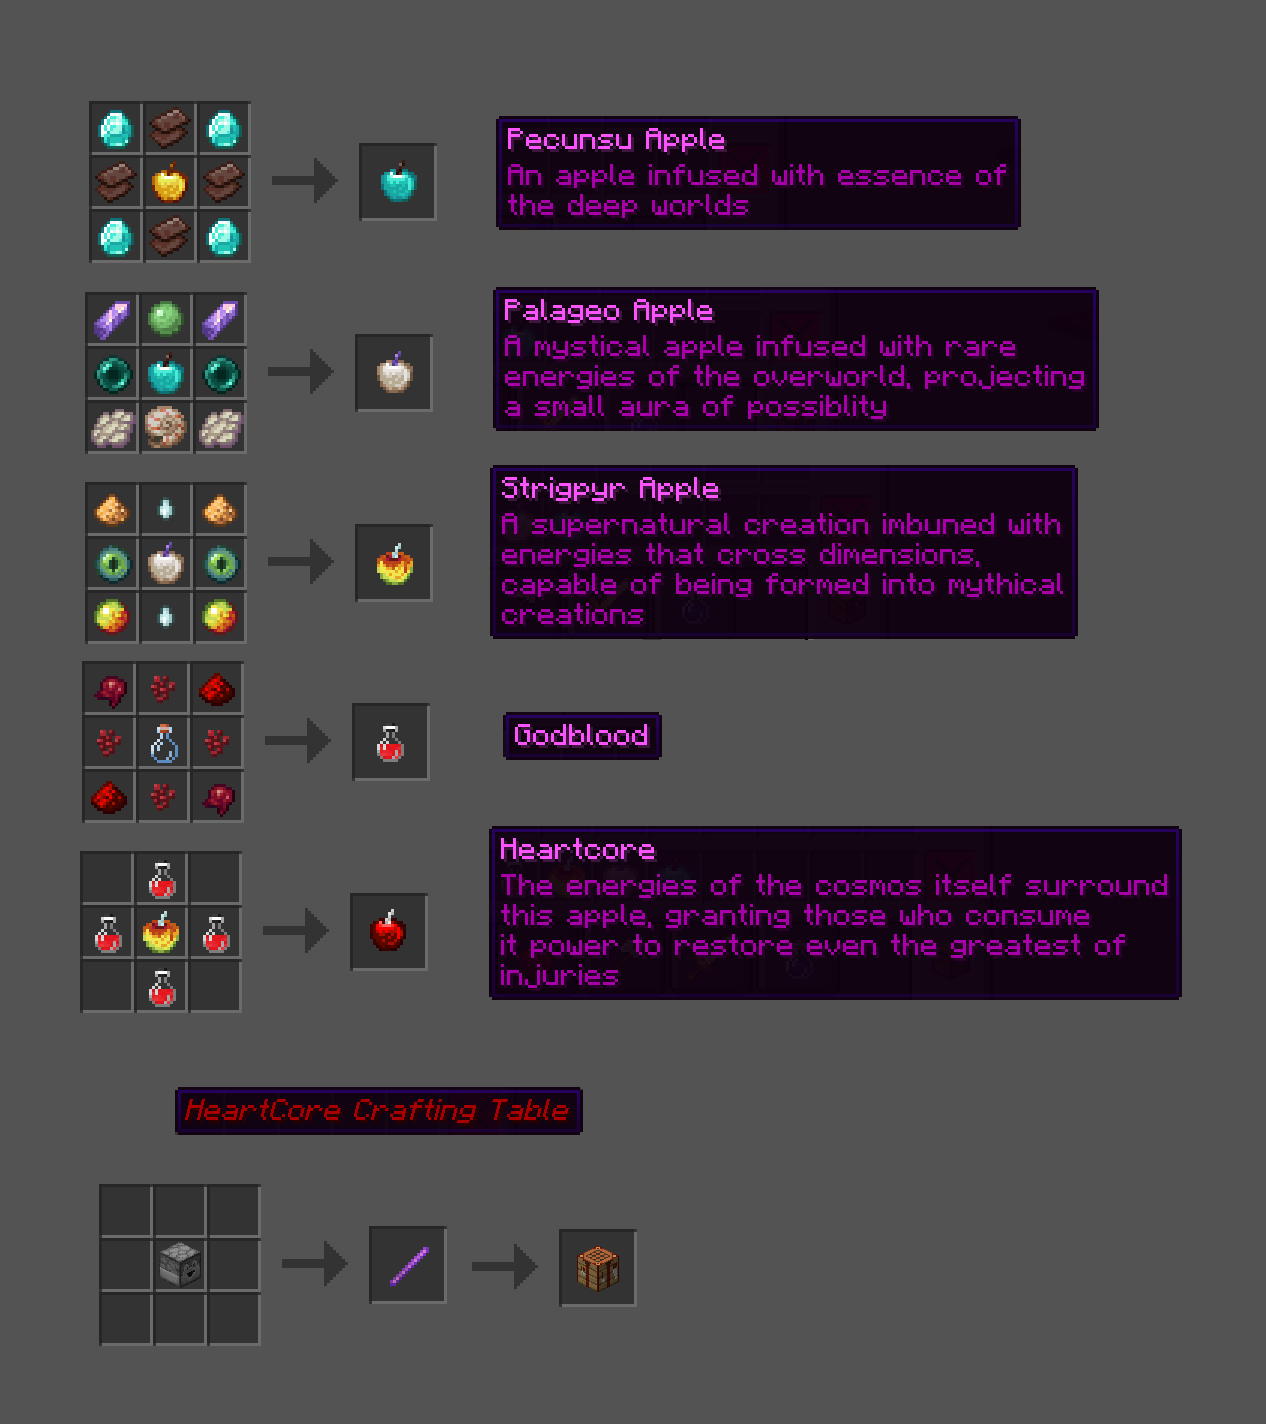 Pecunsu Apple
An apple infused with essence of
the deep worlds
Palageo Apple
A mystical apple infused with rare
energies of the overworld, projecting
a small aura of possiblity
Strigpyr Apple
A supernatural creation imbuned with
energies that cross dimensions,
capable of being formed into mythical
creations
Godblood
Heartcore
The energies of the cosmos itself surround
this apple, granting those who consume
it power to restore even the greatest of
injuries
HeartCore Crafting Table